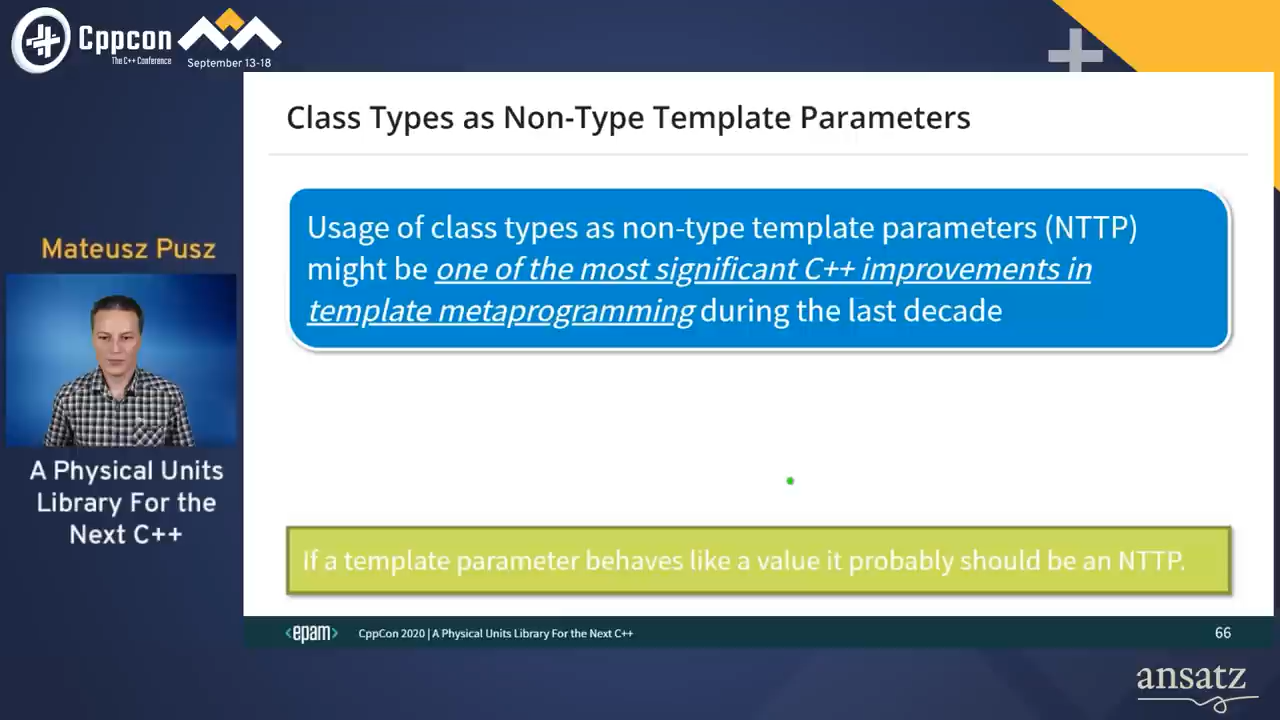 Cppcon
The C++ Conference
September 13-18
Class Types as Non-Type Template Parameters
Usage of class types as non-type template parameters (NTTP)
might be one of the most significant C++ improvements in
template metaprogramming during the last decade
Mateusz Pusz
A Physical Units
Library For the
Next C++
If a template parameter behaves like a value it probably should be an NTTP.
<epam>
CppCon 2020 | A Physical Units Library For the Next C++
66
ansatz